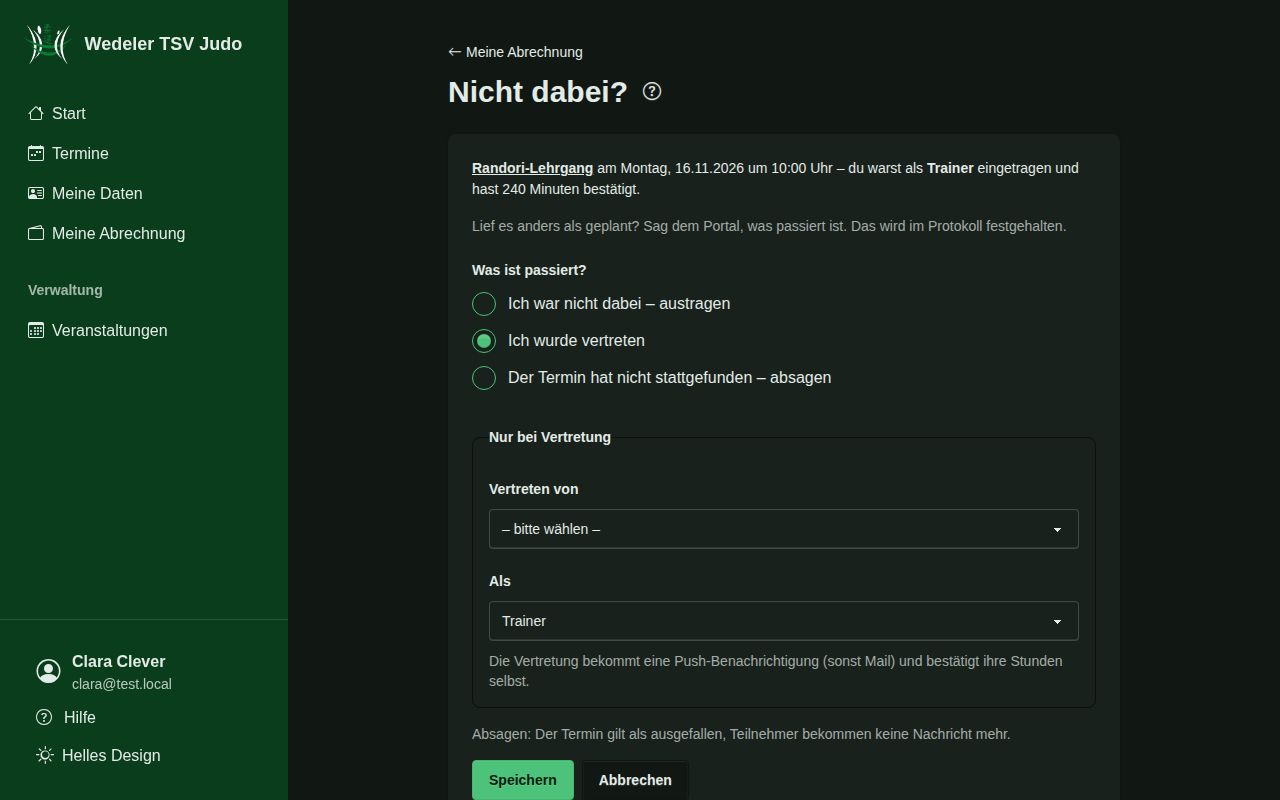 Wedeler TSV Judo
Start
Termine
Meine Daten
Meine Abrechnung
Verwaltung
Veranstaltungen
Clara Clever
clara@test.local
Hilfe
Helles Design
← Meine Abrechnung
Nicht dabei?
Randori-Lehrgang am Montag, 16.11.2026 um 10:00 Uhr – du warst als Trainer eingetragen und
hast 240 Minuten bestätigt.
Lief es anders als geplant? Sag dem Portal, was passiert ist. Das wird im Protokoll festgehalten.
Was ist passiert?
Ich war nicht dabei – austragen
Ich wurde vertreten
Der Termin hat nicht stattgefunden – absagen
Nur bei Vertretung
Vertreten von
– bitte wählen –
Als
Trainer
Die Vertretung bekommt eine Push-Benachrichtigung (sonst Mail) und bestätigt ihre Stunden
selbst.
Absagen: Der Termin gilt als ausgefallen, Teilnehmer bekommen keine Nachricht mehr.
Speichern
Abbrechen